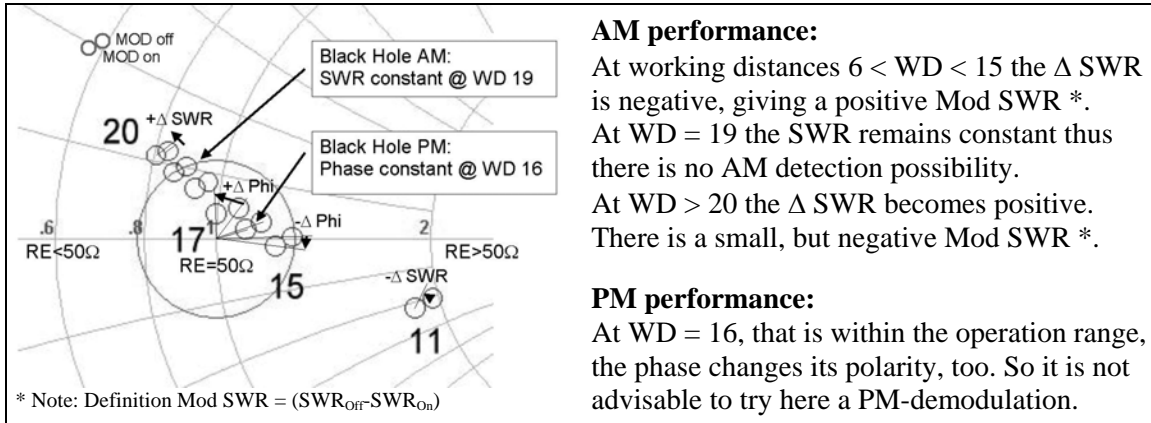 MOD off
MOD on
Black Hole AM:
SWR constant @ WD 19
20
+Δ SWR
Black Hole PM:
Phase constant @ WD 16
+Δ Phi
-Δ Phi
.6
.8
17
1
2
RE<50Ω
RE=50Ω
RE>50Ω
15
-Δ SWR
11
* Note: Definition Mod SWR = (SWROff-SWROn)
AM performance:
At working distances 6 < WD < 15 the Δ SWR
is negative, giving a positive Mod SWR *.
At WD = 19 the SWR remains constant thus
there is no AM detection possibility.
At WD > 20 the Δ SWR becomes positive.
There is a small, but negative Mod SWR *.
PM performance:
At WD = 16, that is within the operation range,
the phase changes its polarity, too. So it is not
advisable to try here a PM-demodulation.